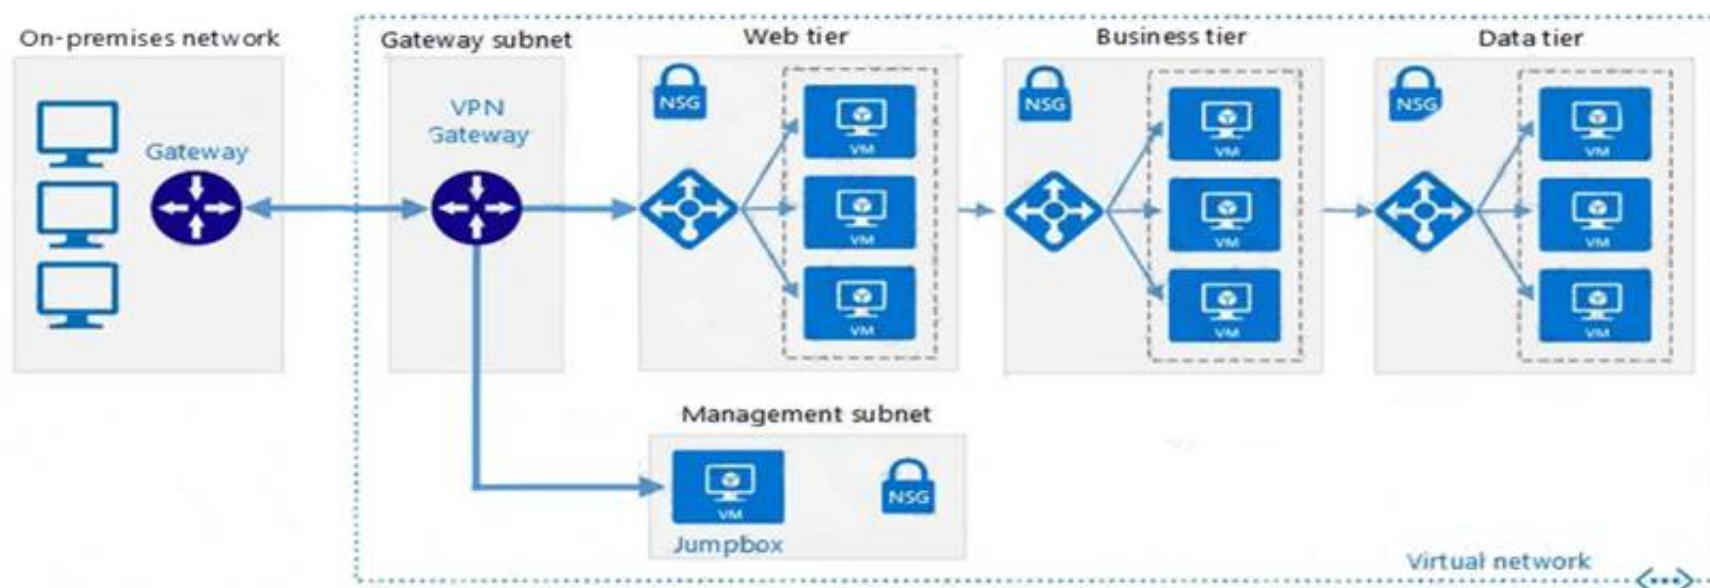 On-premises network
Gateway subnet
Web tier
Business tier
Data tier
VPN
Gateway
Gateway
NSG
VM
VM
VM
NSG
VM
VM
VM
NSG
VM
VM
VM
Management subnet
VM
NSG
Jumpbox
Virtual network